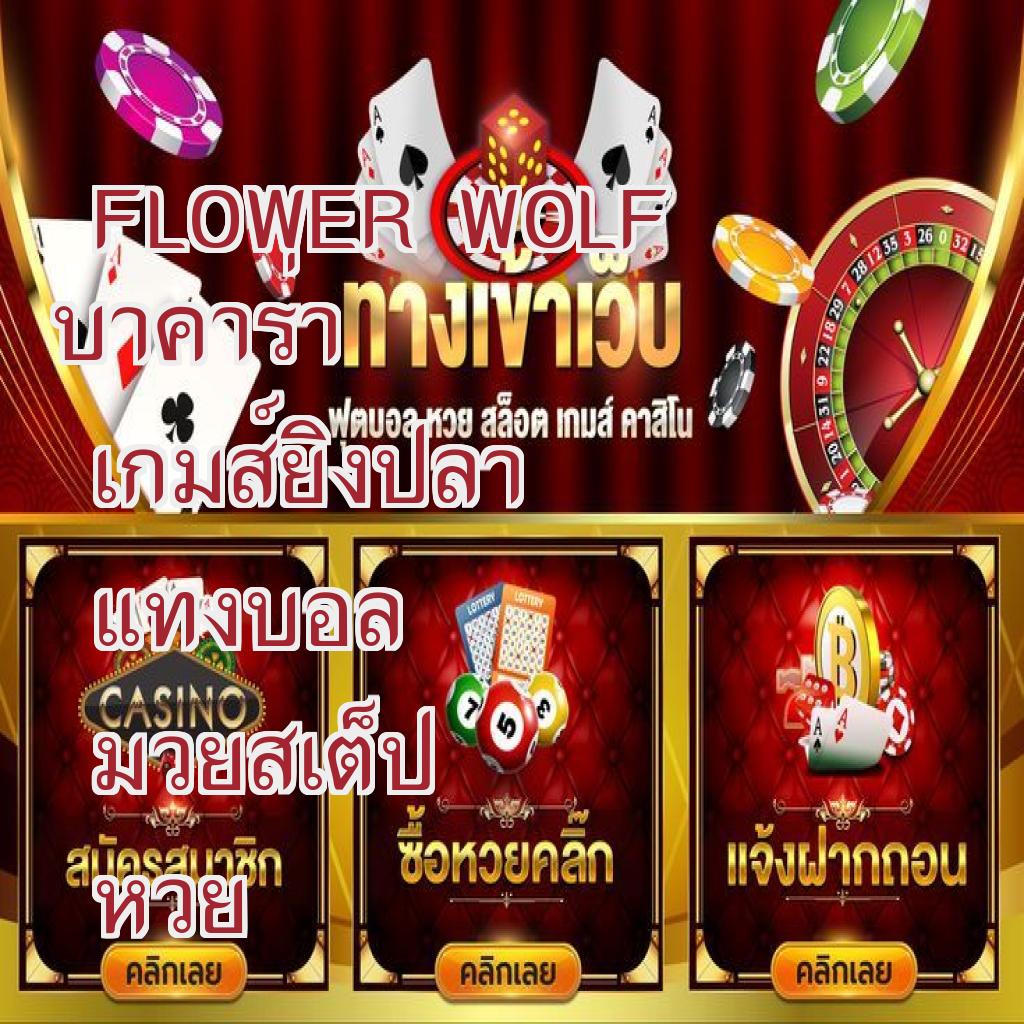 FLOWER WOLF
บาคาร่า
ทางเข้าเว็บ
ฟุตบอล หวย สล็อต เกมส์ คาสิโน
เกมส์ยิงปลา
แทงบอล
มวยสเต็ป
หวย
CASINO
สมัครสมาชิก
คลิกเลย
LOTTERY
LOTTERY
7 5 3
ซื้อหวยคลิ๊ก
คลิกเลย
แจ้งฝากถอน
คลิกเลย